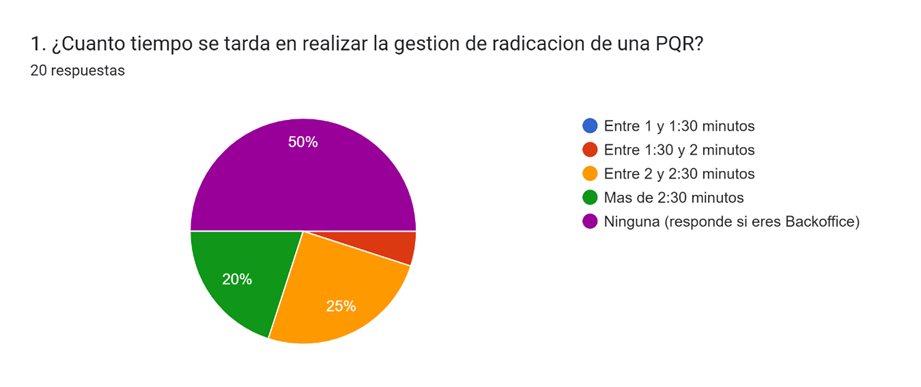 1. ¿Cuanto tiempo se tarda en realizar la gestion de radicacion de una PQR?
20 respuestas
50%
20%
25%
Entre 1 y 1:30 minutos
Entre 1:30 y 2 minutos
Entre 2 y 2:30 minutos
Mas de 2:30 minutos
Ninguna (responde si eres Backoffice)